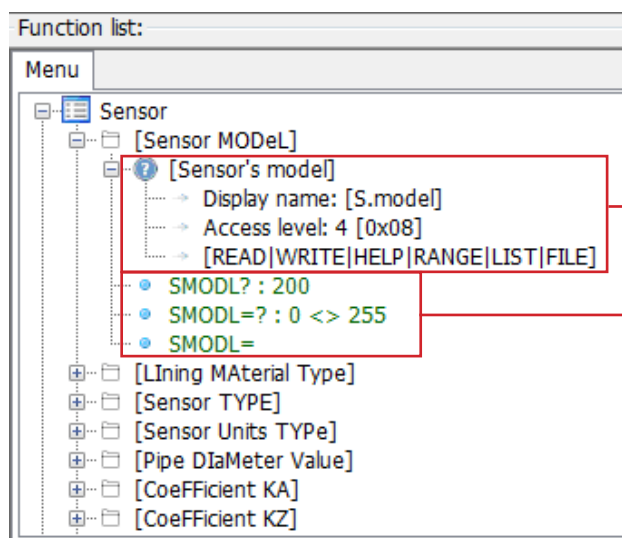 Function list:
Menu
Sensor
[Sensor MODeL]
[Sensor's model]
Display name: [S.model]
Access level: 4 [0x08]
[READ|WRITE|HELP|RANGE|LIST|FILE]
SMODL? : 200
SMODL=? : 0 <> 255
SMODL=
[LIning MAterial Type]
[Sensor TYPE]
[Sensor Units TYPe]
[Pipe DIaMeter Value]
[CoeFFicient KA]
[CoeFFicient KZ]